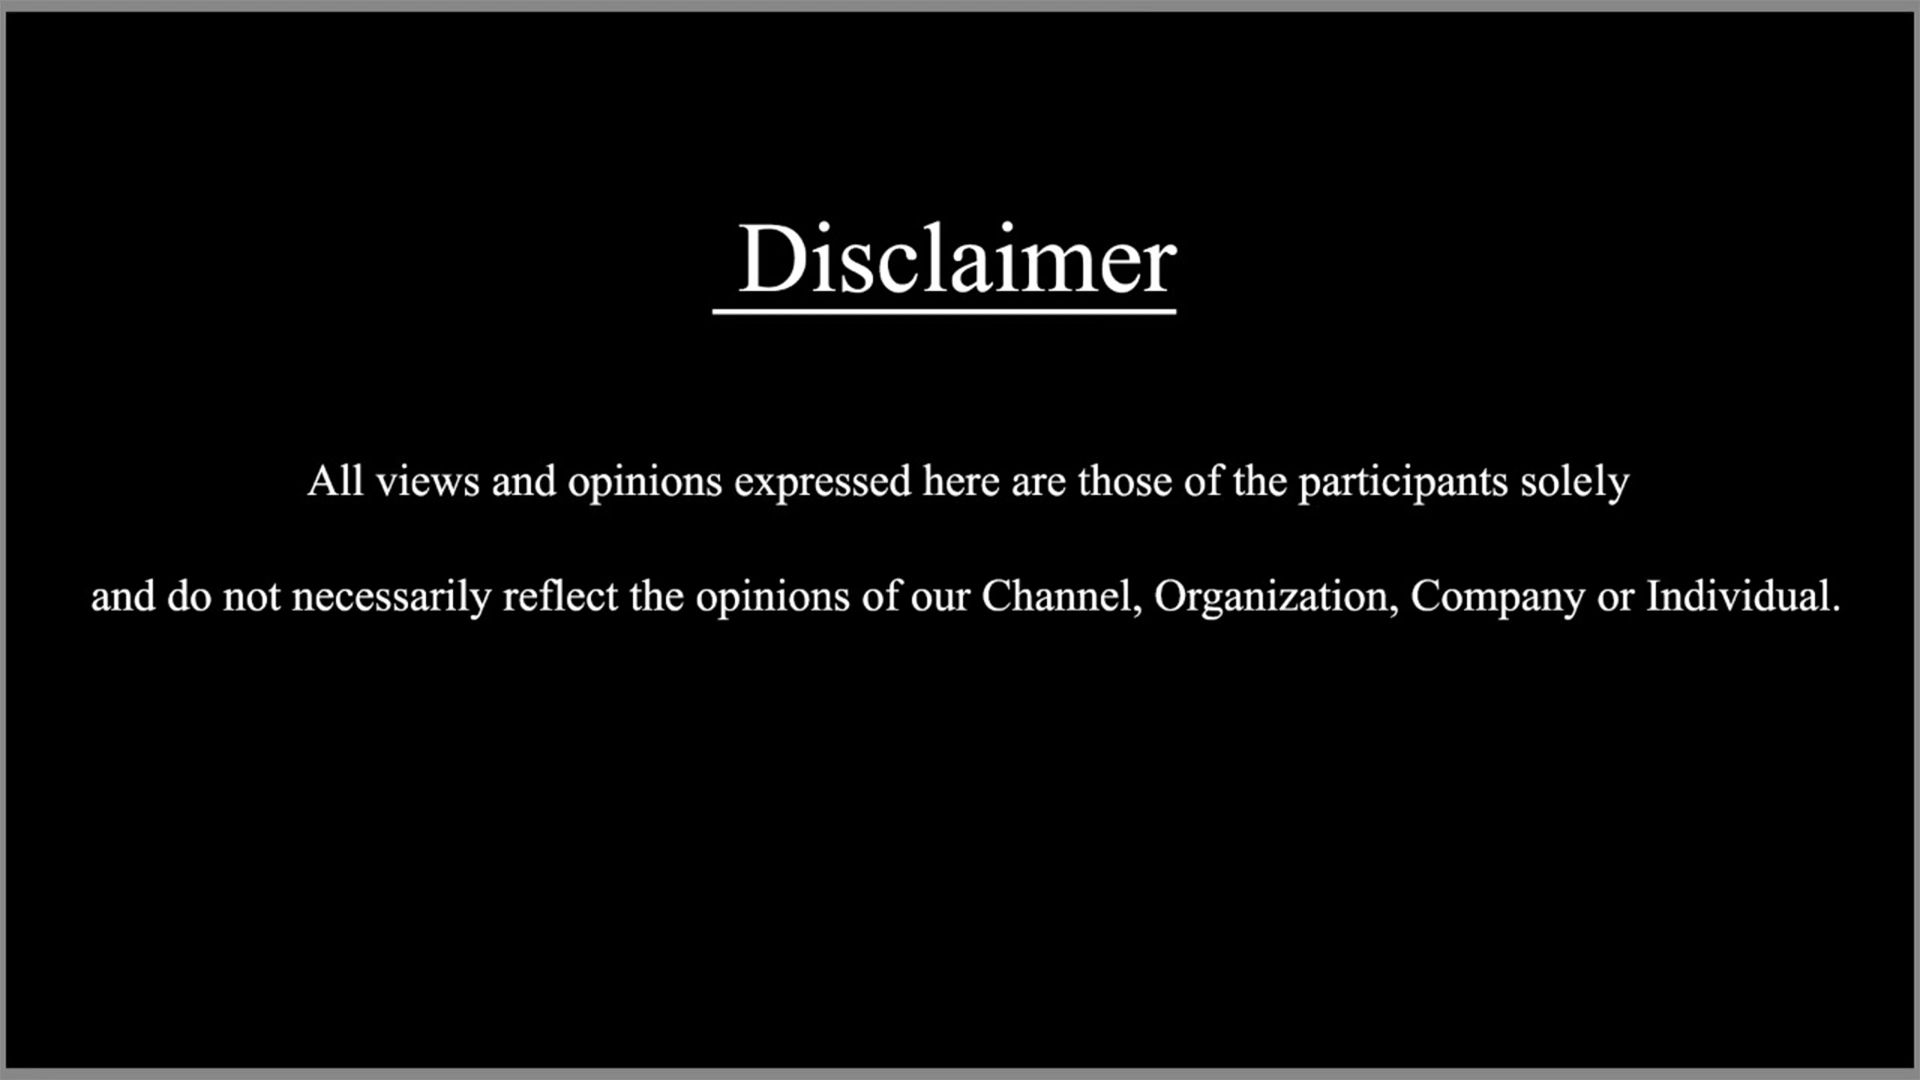 Disclaimer
All views and opinions expressed here are those of the participants solely
and do not necessarily reflect the opinions of our Channel, Organization, Company or Individual.